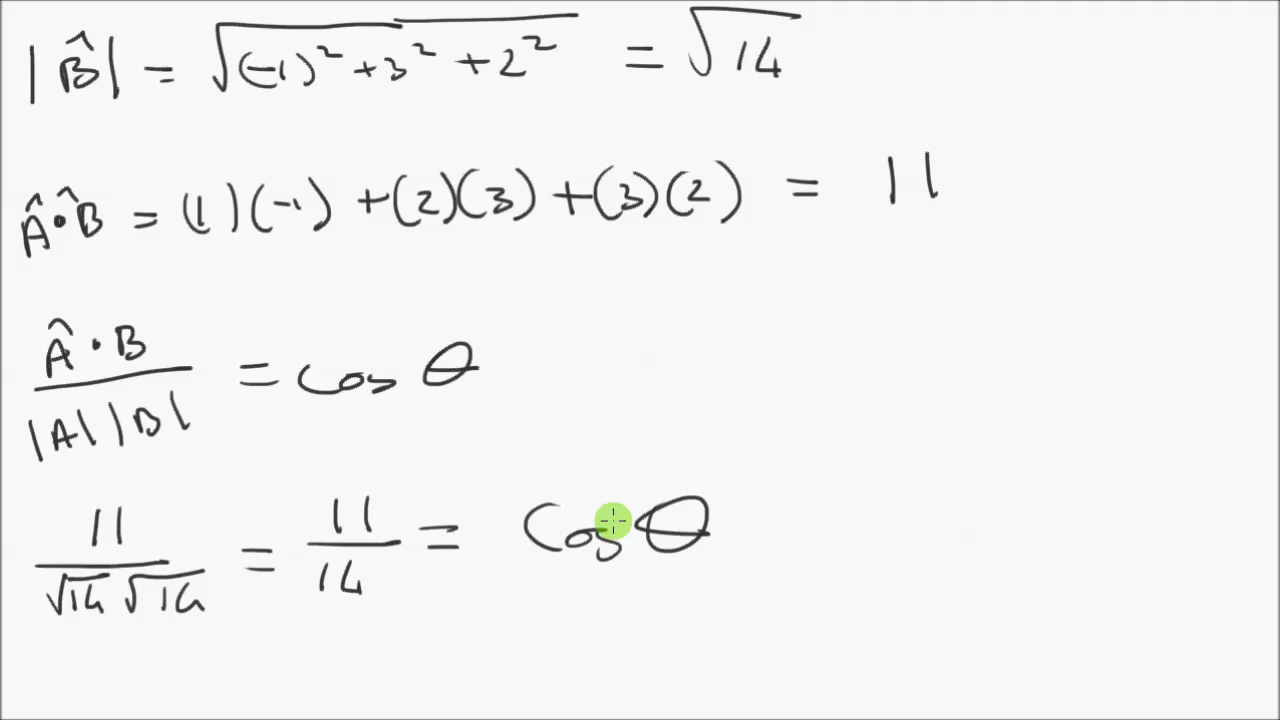 |B̂| = √((-1)² + 3² + 2²) = √14
Â·B̂ = (1)(-1) + (2)(3) + (3)(2) = 11
Â·B / |A||B| = cos θ
11 / √14 √14 = 11 / 14 = cos θ